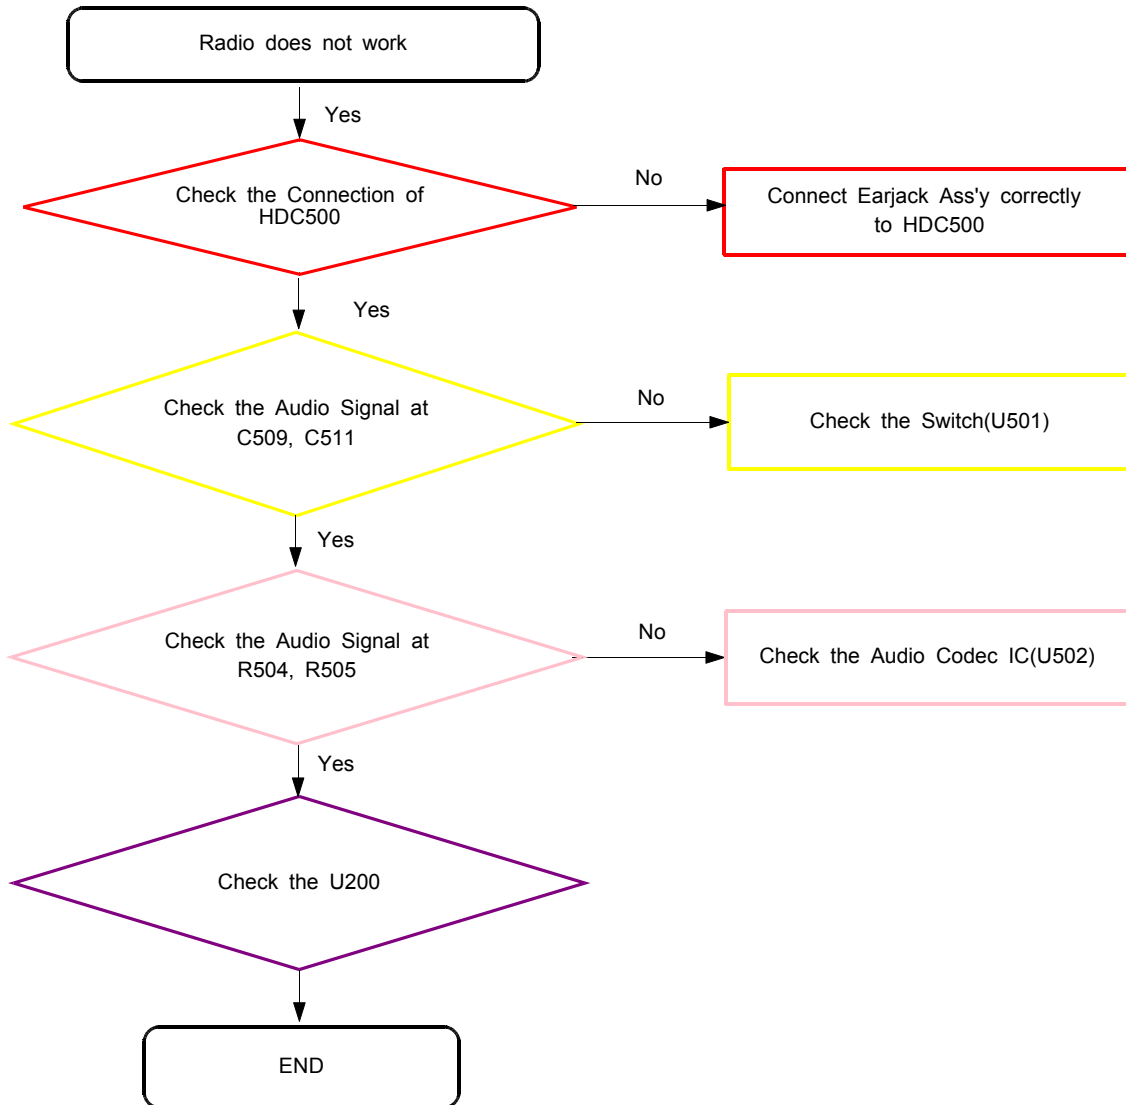 Radio does not work
Yes
Check the Connection of
HDC500
No
Connect Earjack Ass'y correctly
to HDC500
Yes
Check the Audio Signal at
C509, C511
No
Check the Switch(U501)
Yes
Check the Audio Signal at
R504, R505
No
Check the Audio Codec IC(U502)
Yes
Check the U200
END